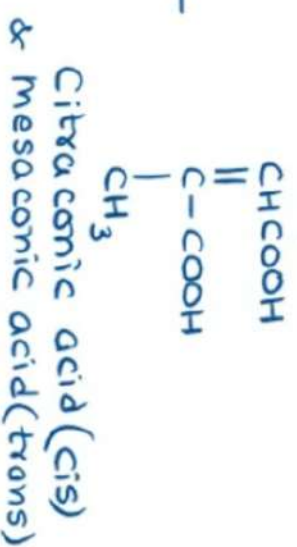 CHCOOH
||
C-COOH
|
CH3
Citraconic acid(cis)
& mesaconic acid(trans)